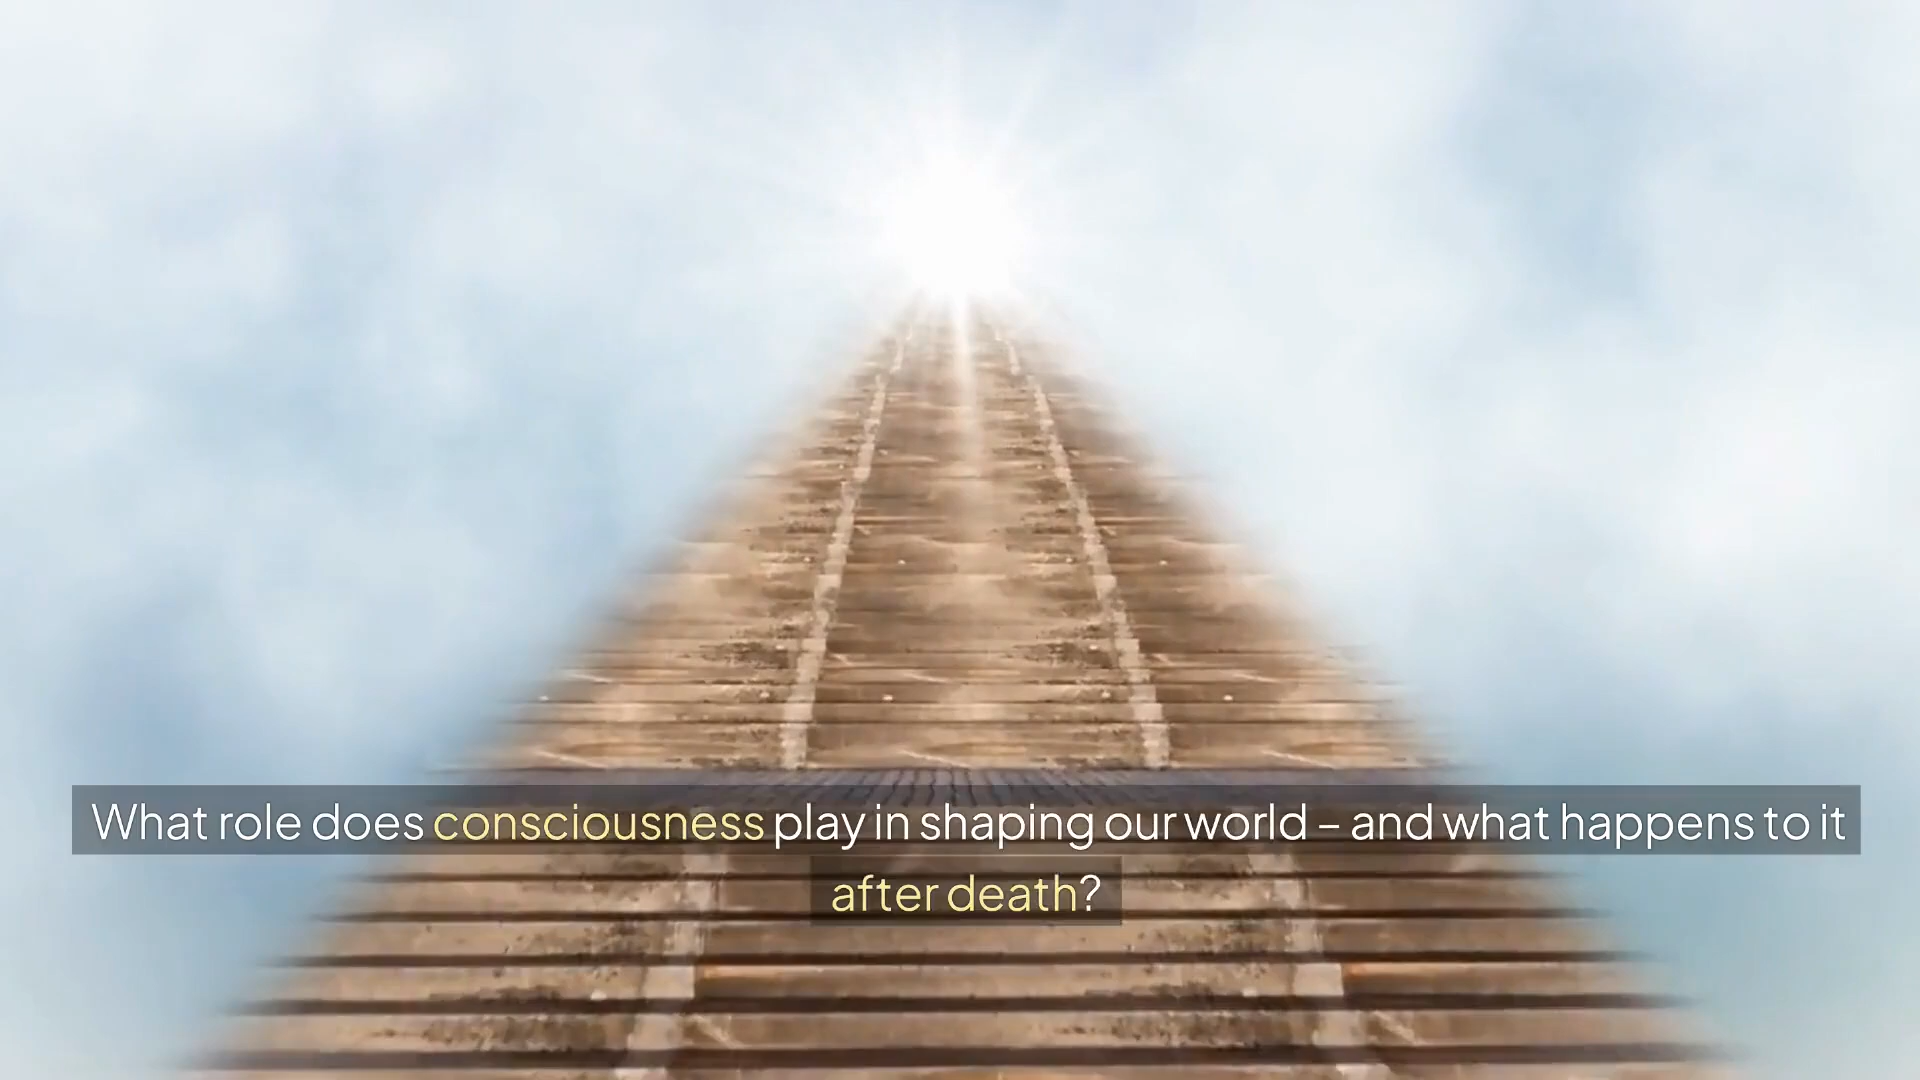 What role does consciousness play in shaping our world – and what happens to it
after death?